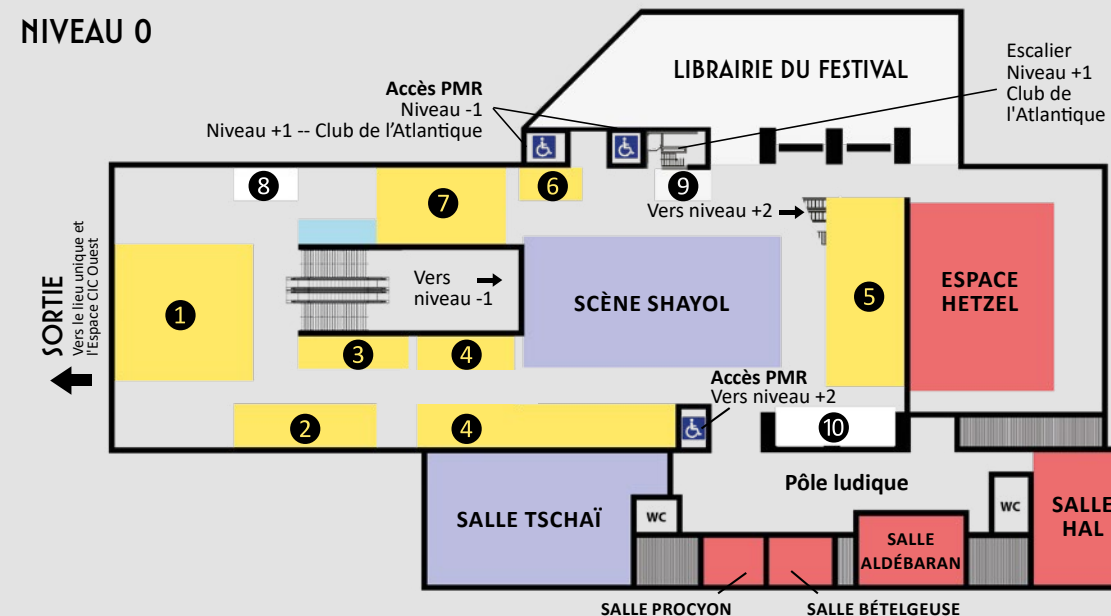 NIVEAU 0
LIBRAIRIE DU FESTIVAL
Escalier
Niveau +1
Club de
l'Atlantique
Accès PMR
Niveau -1
Niveau +1 -- Club de l'Atlantique
8
7
6
9
Vers niveau +2
SORTIE
Vers le lieu unique et
l'Espace CIC Ouest
1
Vers
niveau -1
SCÈNE SHAYOL
5
ESPACE
HETZEL
3
4
Accès PMR
Vers niveau +2
2
4
10
Pôle ludique
SALLE TSCHAÏ
WC
WC
SALLE
HAL
SALLE
ALDÉBARAN
SALLE PROCYON
SALLE BÉTELGEUSE